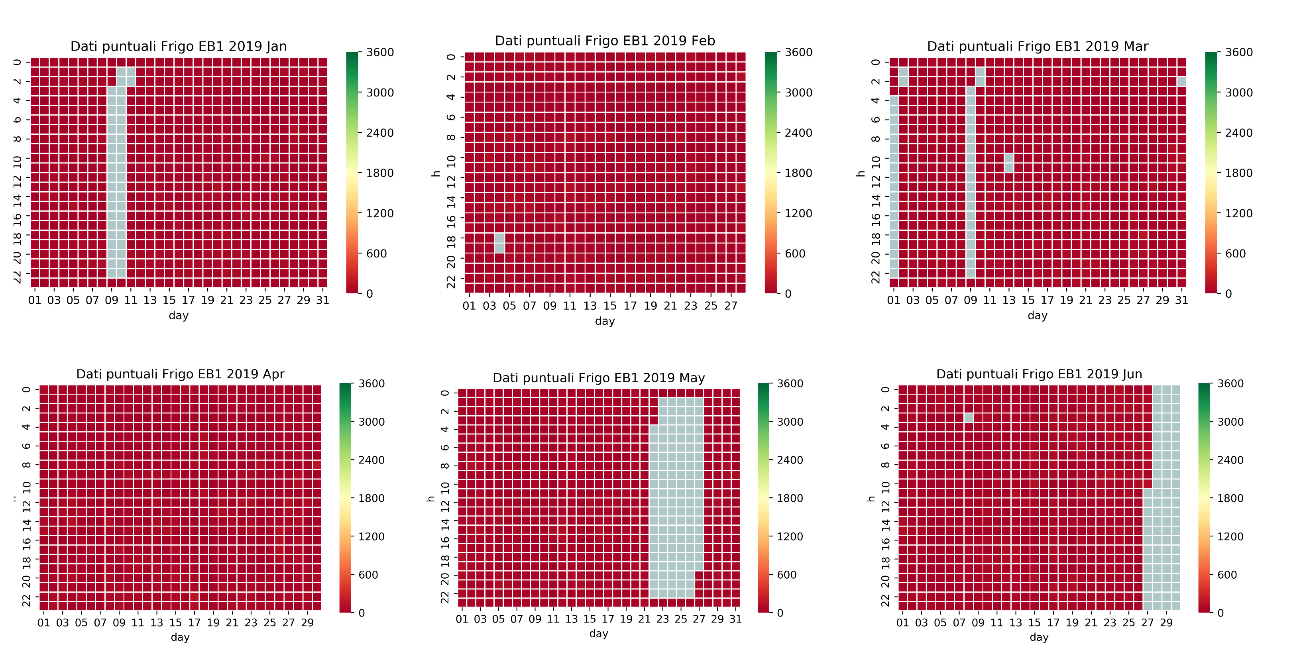 Dati puntuali Frigo EB1 2019 Jan
0 2 4 6 8 10 12 14 16 18 20 22
01 03 05 07 09 11 13 15 17 19 21 23 25 27 29 31
day
3600 3000 2400 1800 1200 600 0
Dati puntuali Frigo EB1 2019 Feb
h
0 2 4 6 8 10 12 14 16 18 20 22
01 03 05 07 09 11 13 15 17 19 21 23 25 27
day
3600 3000 2400 1800 1200 600 0
Dati puntuali Frigo EB1 2019 Mar
h
0 2 4 6 8 10 12 14 16 18 20 22
01 03 05 07 09 11 13 15 17 19 21 23 25 27 29 31
day
3600 3000 2400 1800 1200 600 0
Dati puntuali Frigo EB1 2019 Apr
0 2 4 6 8 10 12 14 16 18 20 22
01 03 05 07 09 11 13 15 17 19 21 23 25 27 29
day
3600 3000 2400 1800 1200 600 0
Dati puntuali Frigo EB1 2019 May
h
0 2 4 6 8 10 12 14 16 18 20 22
01 03 05 07 09 11 13 15 17 19 21 23 25 27 29 31
day
3600 3000 2400 1800 1200 600 0
Dati puntuali Frigo EB1 2019 Jun
h
0 2 4 6 8 10 12 14 16 18 20 22
01 03 05 07 09 11 13 15 17 19 21 23 25 27 29
day
3600 3000 2400 1800 1200 600 0